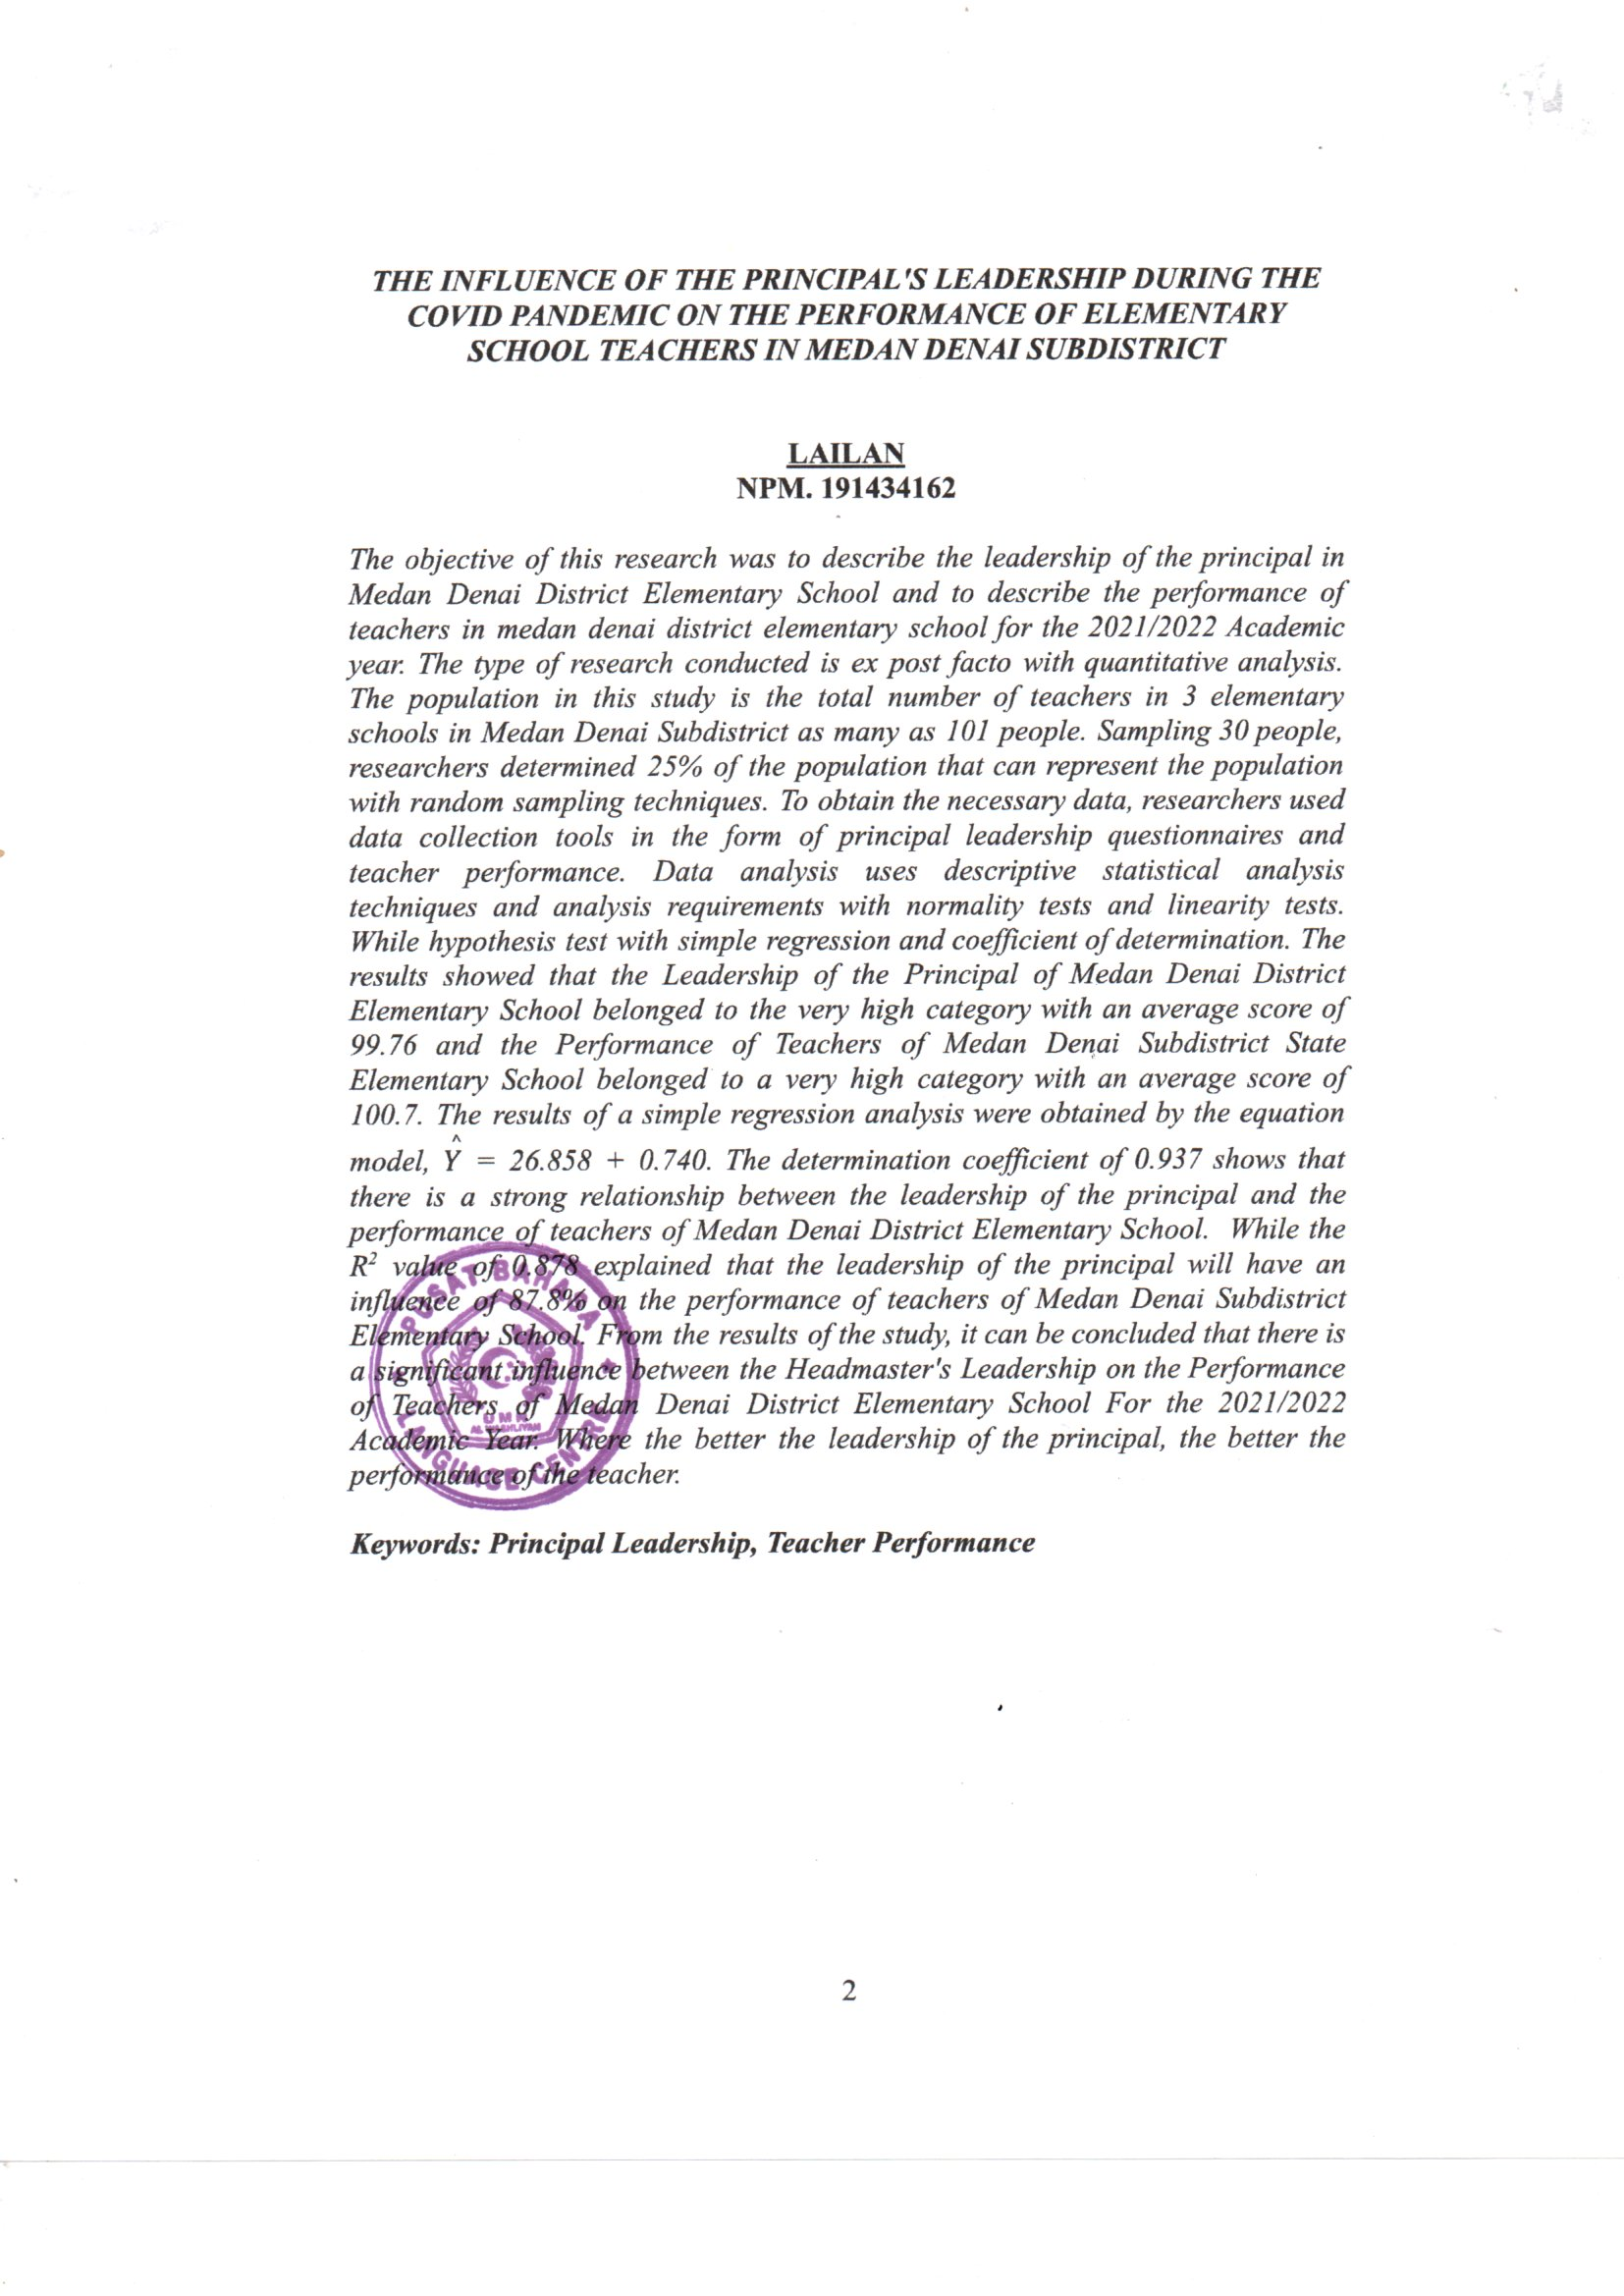 THE INFLUENCE OF THE PRINCIPAL'S LEADERSHIP DURING THE
COVID PANDEMIC ON THE PERFORMANCE OF ELEMENTARY
SCHOOL TEACHERS IN MEDAN DENAI SUBDISTRICT
LAILAN
NPM. 191434162
The objective of this research was to describe the leadership of the principal in
Medan Denai District Elementary School and to describe the performance of
teachers in medan denai district elementary school for the 2021/2022 Academic
year. The type of research conducted is ex post facto with quantitative analysis.
The population in this study is the total number of teachers in 3 elementary
schools in Medan Denai Subdistrict as many as 101 people. Sampling 30 people,
researchers determined 25% of the population that can represent the population
with random sampling techniques. To obtain the necessary data, researchers used
data collection tools in the form of principal leadership questionnaires and
teacher performance. Data analysis uses descriptive statistical analysis
techniques and analysis requirements with normality tests and linearity tests.
While hypothesis test with simple regression and coefficient of determination. The
results showed that the Leadership of the Principal of Medan Denai District
Elementary School belonged to the very high category with an average score of
99.76 and the Performance of Teachers of Medan Denai Subdistrict State
Elementary School belonged to a very high category with an average score of
100.7. The results of a simple regression analysis were obtained by the equation
model, Ŷ = 26.858 + 0.740. The determination coefficient of 0.937 shows that
there is a strong relationship between the leadership of the principal and the
performance of teachers of Medan Denai District Elementary School. While the
R² value of 0.878 explained that the leadership of the principal will have an
influence of 87.8% on the performance of teachers of Medan Denai Subdistrict
Elementary School. From the results of the study, it can be concluded that there is
a significant influence between the Headmaster's Leadership on the Performance
of Teachers of Medan Denai District Elementary School For the 2021/2022
Academic Year. Where the better the leadership of the principal, the better the
performance of the teacher.
PUSAT BAHASA
UMN
AL WASHLIYAH
LANGUAGE CENTRE
Keywords: Principal Leadership, Teacher Performance
2